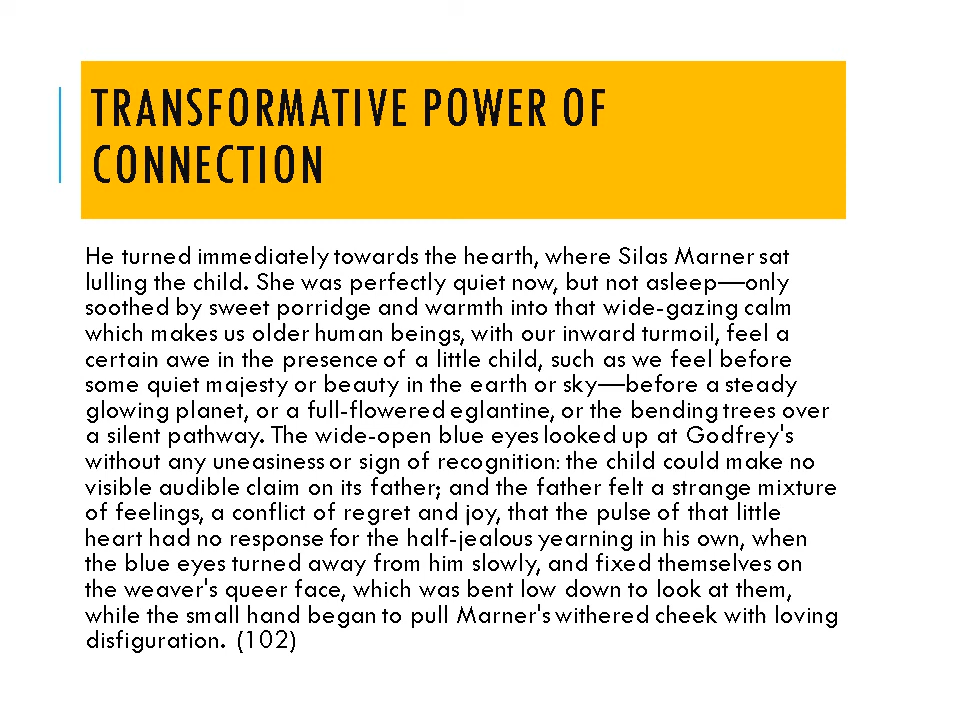 TRANSFORMATIVE POWER OF
CONNECTION
He turned immediately towards the hearth, where Silas Marner sat
lulling the child. She was perfectly quiet now, but not asleep—only
soothed by sweet porridge and warmth into that wide-gazing calm
which makes us older human beings, with our inward turmoil, feel a
certain awe in the presence of a little child, such as we feel before
some quiet majesty or beauty in the earth or sky—before a steady
glowing planet, or a full-flowered eglantine, or the bending trees over
a silent pathway. The wide-open blue eyes looked up at Godfrey's
without any uneasiness or sign of recognition: the child could make no
visible audible claim on its father; and the father felt a strange mixture
of feelings, a conflict of regret and joy, that the pulse of that little
heart had no response for the half-jealous yearning in his own, when
the blue eyes turned away from him slowly, and fixed themselves on
the weaver's queer face, which was bent low down to look at them,
while the small hand began to pull Marner's withered cheek with loving
disfiguration. (102)